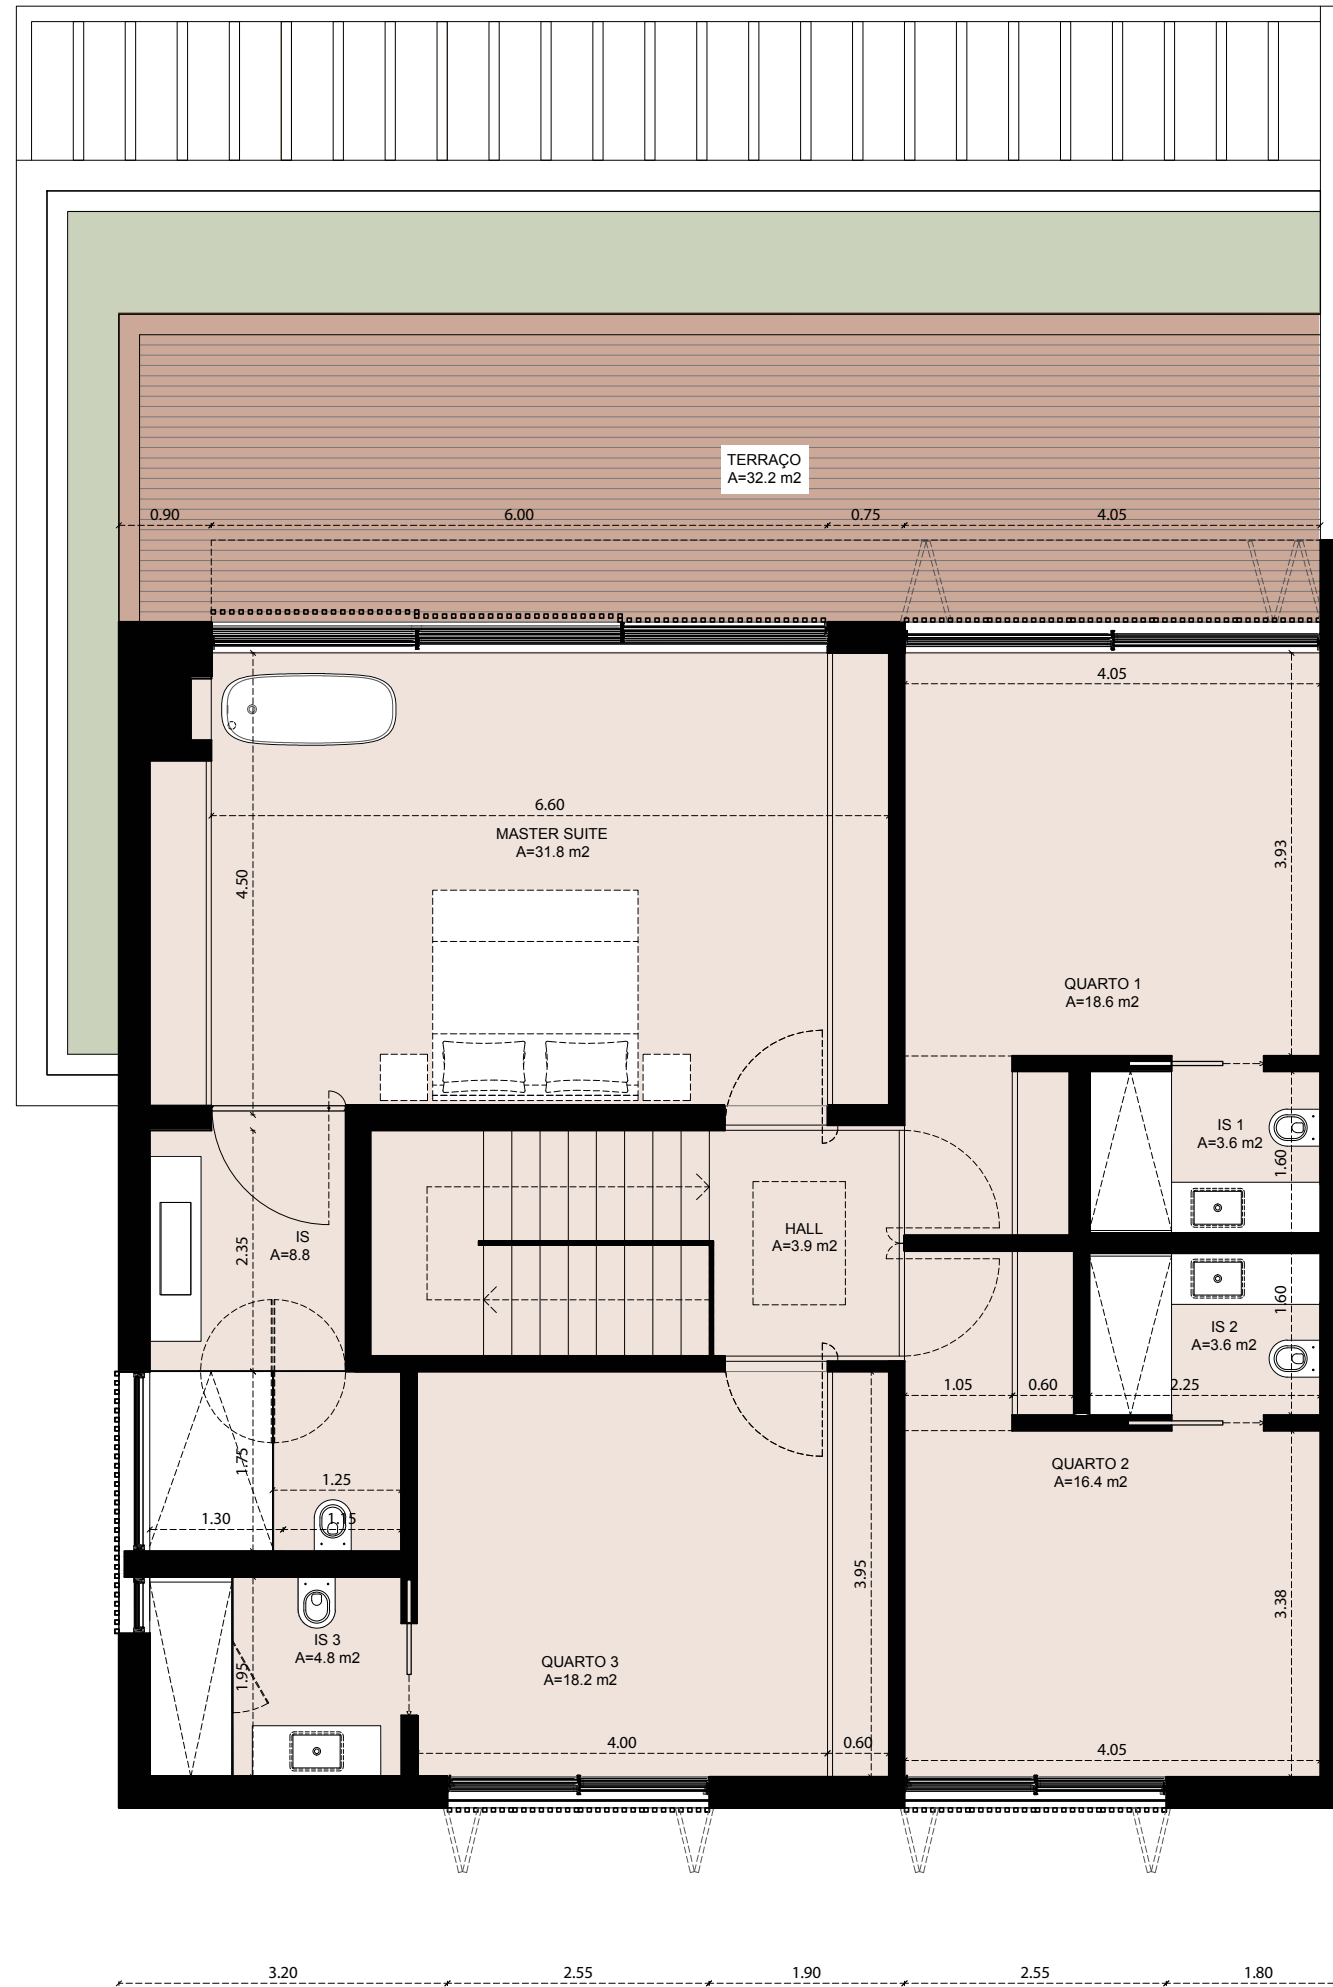 TERRAÇO
A=32.2 m2
0.90
6.00
0.75
4.05
4.05
6.60
MASTER SUITE
A=31.8 m2
4.50
3.93
QUARTO 1
A=18.6 m2
IS 1
A=3.6 m2
1.60
HALL
A=3.9 m2
IS
A=8.8
2.35
1.60
IS 2
A=3.6 m2
1.05
0.60
2.25
QUARTO 2
A=16.4 m2
1.75
1.25
1.30
1.15
3.95
3.38
IS 3
A=4.8 m2
1.95
QUARTO 3
A=18.2 m2
4.00
0.60
4.05
3.20
2.55
1.90
2.55
1.80